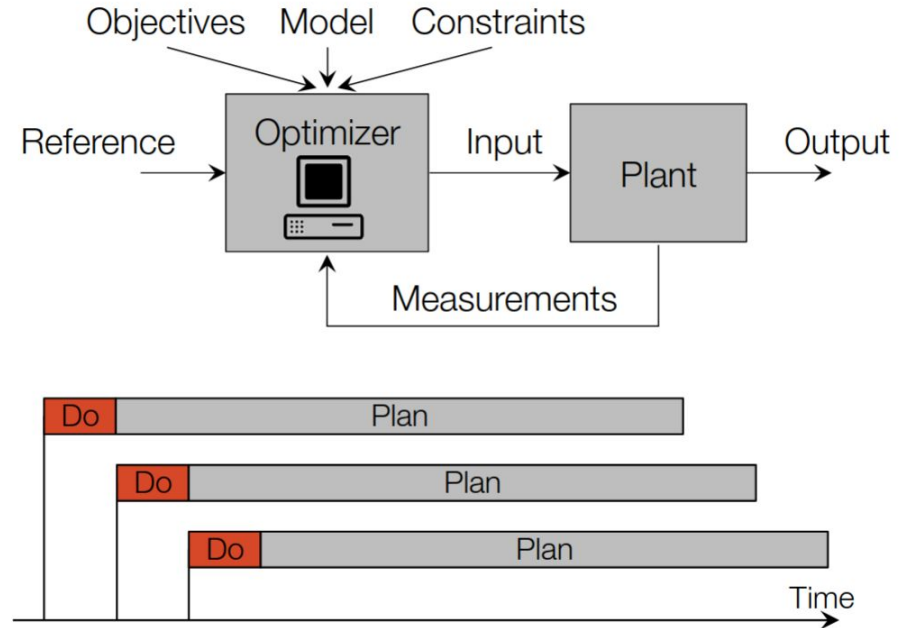 Objectives Model Constraints
Reference
Optimizer
Input
Plant
Output
Measurements
Do Plan
Do Plan
Do Plan
Time